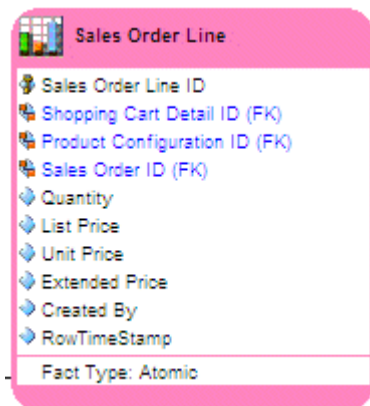 Sales Order Line
Sales Order Line ID
Shopping Cart Detail ID (FK)
Product Configuration ID (FK)
Sales Order ID (FK)
Quantity
List Price
Unit Price
Extended Price
Created By
RowTimeStamp
Fact Type: Atomic